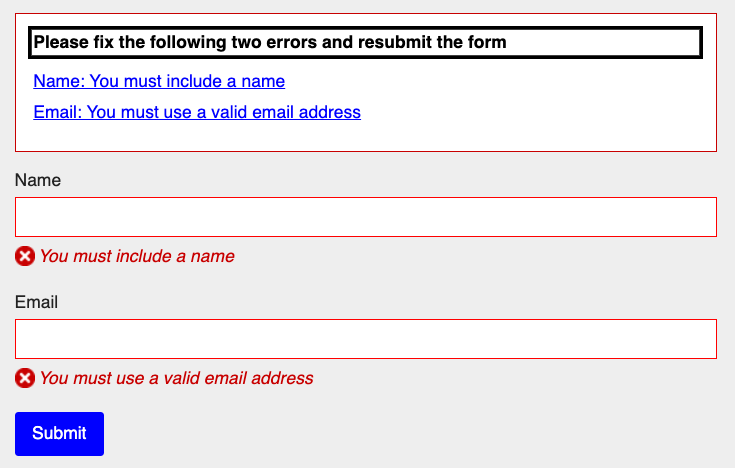 Please fix the following two errors and resubmit the form
Name: You must include a name
Email: You must use a valid email address
Name
You must include a name
Email
You must use a valid email address
Submit